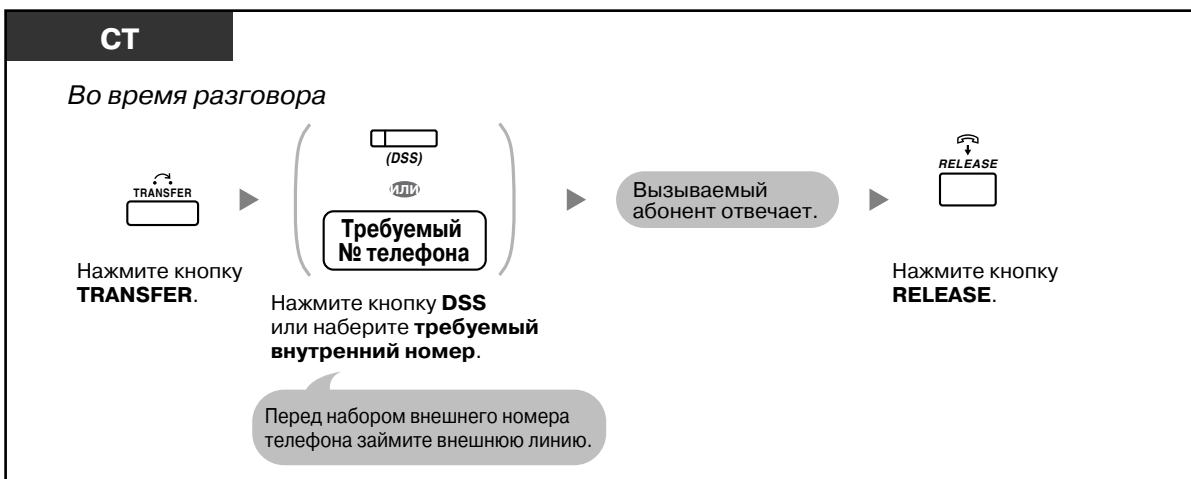 СТ
Во время разговора
TRANSFER
(DSS)
или
Требуемый
№ телефона
Вызываемый
абонент отвечает.
RELEASE
Нажмите кнопку
TRANSFER.
Нажмите кнопку DSS
или наберите требуемый
внутренний номер.
Нажмите кнопку
RELEASE.
Перед набором внешнего номера
телефона займите внешнюю линию.